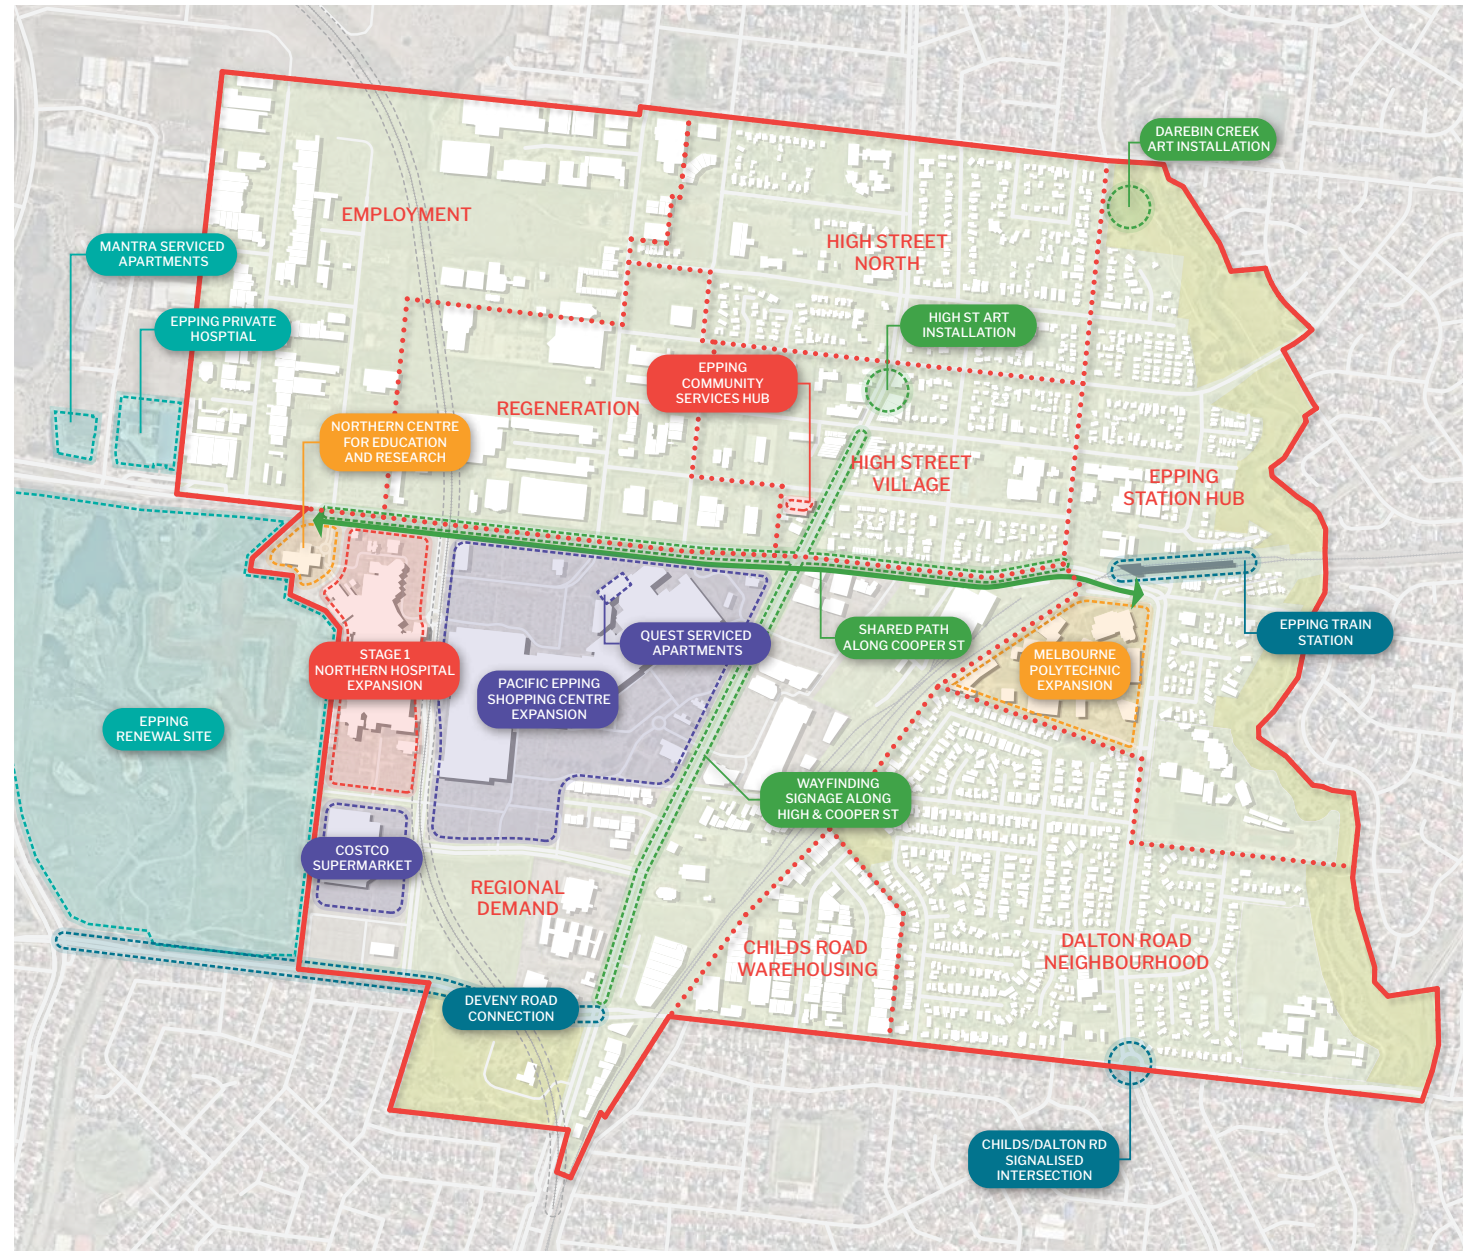 DAREBIN CREEK
ART INSTALLATION
EMPLOYMENT
MANTRA SERVICED
APARTMENTS
HIGH STREET
NORTH
EPPING PRIVATE
HOSPTIAL
HIGH ST ART
INSTALLATION
EPPING
COMMUNITY
SERVICES HUB
REGENERATION
NORTHERN CENTRE
FOR EDUCATION
AND RESEARCH
HIGH STREET
VILLAGE
EPPING
STATION HUB
QUEST SERVICED
APARTMENTS
SHARED PATH
ALONG COOPER ST
EPPING TRAIN
STATION
STAGE 1
NORTHERN HOSPITAL
EXPANSION
MELBOURNE
POLYTECHNIC
EXPANSION
PACIFIC EPPING
SHOPPING CENTRE
EXPANSION
EPPING
RENEWAL SITE
WAYFINDING
SIGNAGE ALONG
HIGH & COOPER ST
COSTCO
SUPERMARKET
REGIONAL
DEMAND
CHILDS ROAD
WAREHOUSING
DALTON ROAD
NEIGHBOURHOOD
DEVENY ROAD
CONNECTION
CHILDS/DALTON RD
SIGNALISED
INTERSECTION